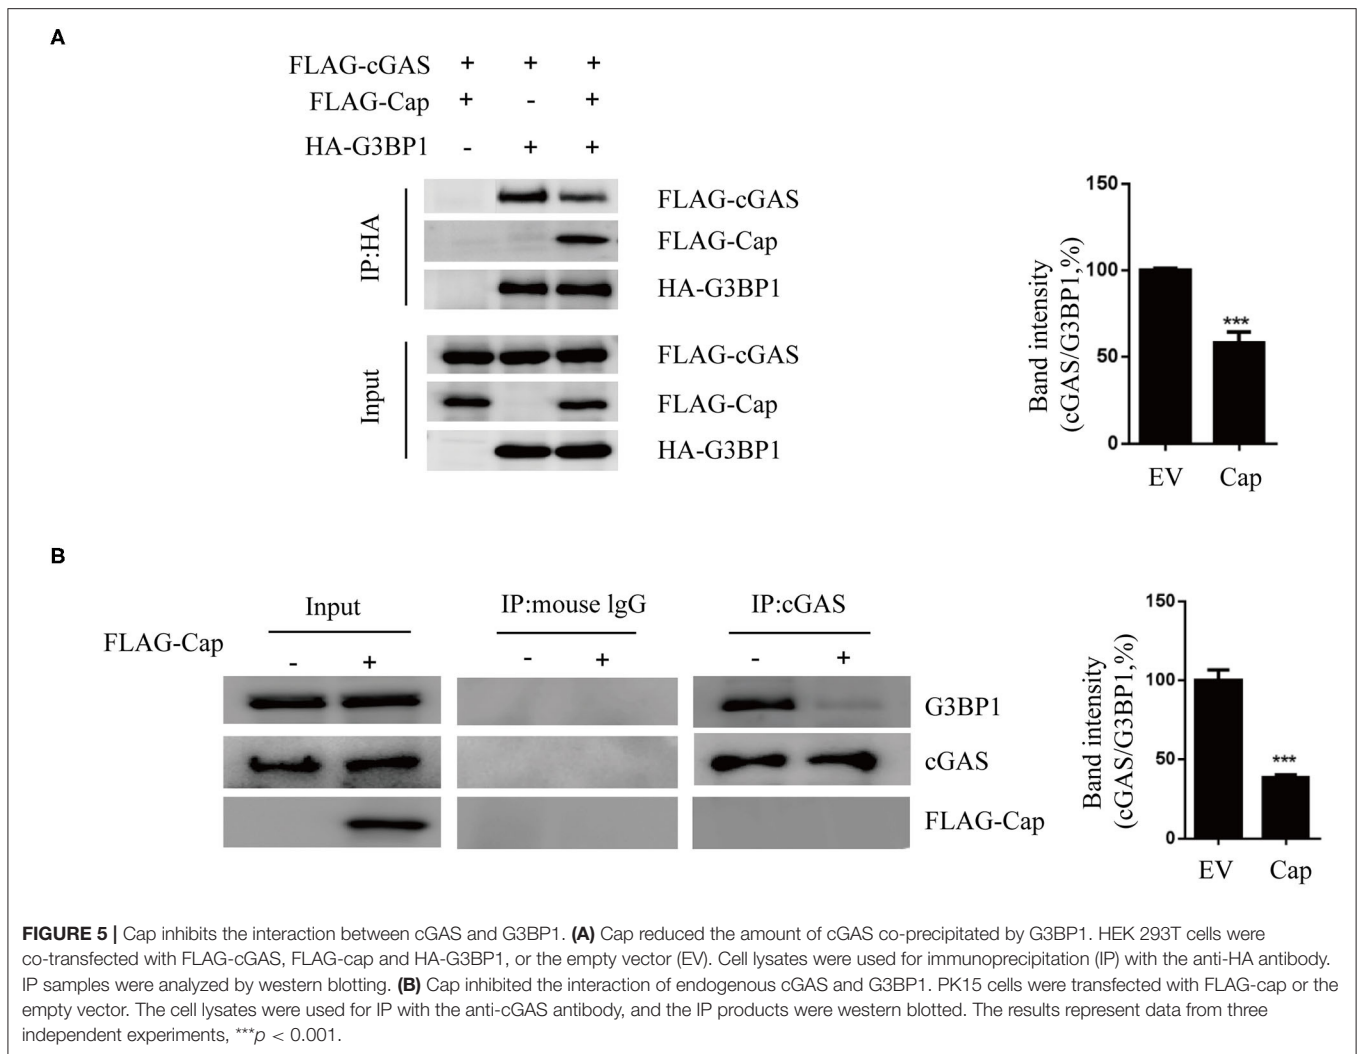 A
FLAG-cGAS + + +
FLAG-Cap + - +
HA-G3BP1 - + +
IP:HA
FLAG-cGAS
FLAG-Cap
HA-G3BP1
Input
FLAG-cGAS
FLAG-Cap
HA-G3BP1
Band intensity
(cGAS/G3BP1,%)
150
100
50
0
***
EV Cap
B
Input IP:mouse lgG IP:cGAS
FLAG-Cap
- + - + - +
G3BP1
cGAS
FLAG-Cap
Band intensity
(cGAS/G3BP1,%)
150
100
50
0
***
EV Cap
FIGURE 5 | Cap inhibits the interaction between cGAS and G3BP1. (A) Cap reduced the amount of cGAS co-precipitated by G3BP1. HEK 293T cells were
co-transfected with FLAG-cGAS, FLAG-cap and HA-G3BP1, or the empty vector (EV). Cell lysates were used for immunoprecipitation (IP) with the anti-HA antibody.
IP samples were analyzed by western blotting. (B) Cap inhibited the interaction of endogenous cGAS and G3BP1. PK15 cells were transfected with FLAG-cap or the
empty vector. The cell lysates were used for IP with the anti-cGAS antibody, and the IP products were western blotted. The results represent data from three
independent experiments, ***p < 0.001.